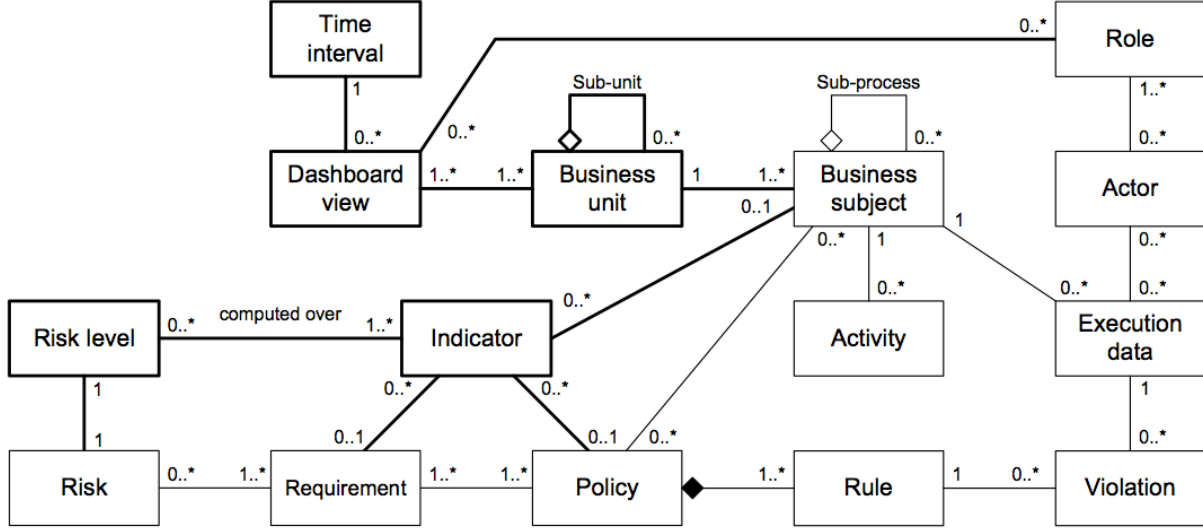 Time
interval
0..*
Role
1
Sub-unit
Sub-process
1..*
0..*
0..*
0..*
0..*
0..*
Dashboard
view
1..*
1..*
Business
unit
1
1..*
Business
subject
Actor
0..1
0..*
1
1
0..*
0..*
0..*
0..*
0..*
Risk level
0..*
computed over
1..*
Indicator
Activity
Execution
data
1
0..*
0..*
1
1
0..1
0..1
0..*
0..*
Risk
0..*
1..*
Requirement
1..*
1..*
Policy
1..*
Rule
1
0..*
Violation